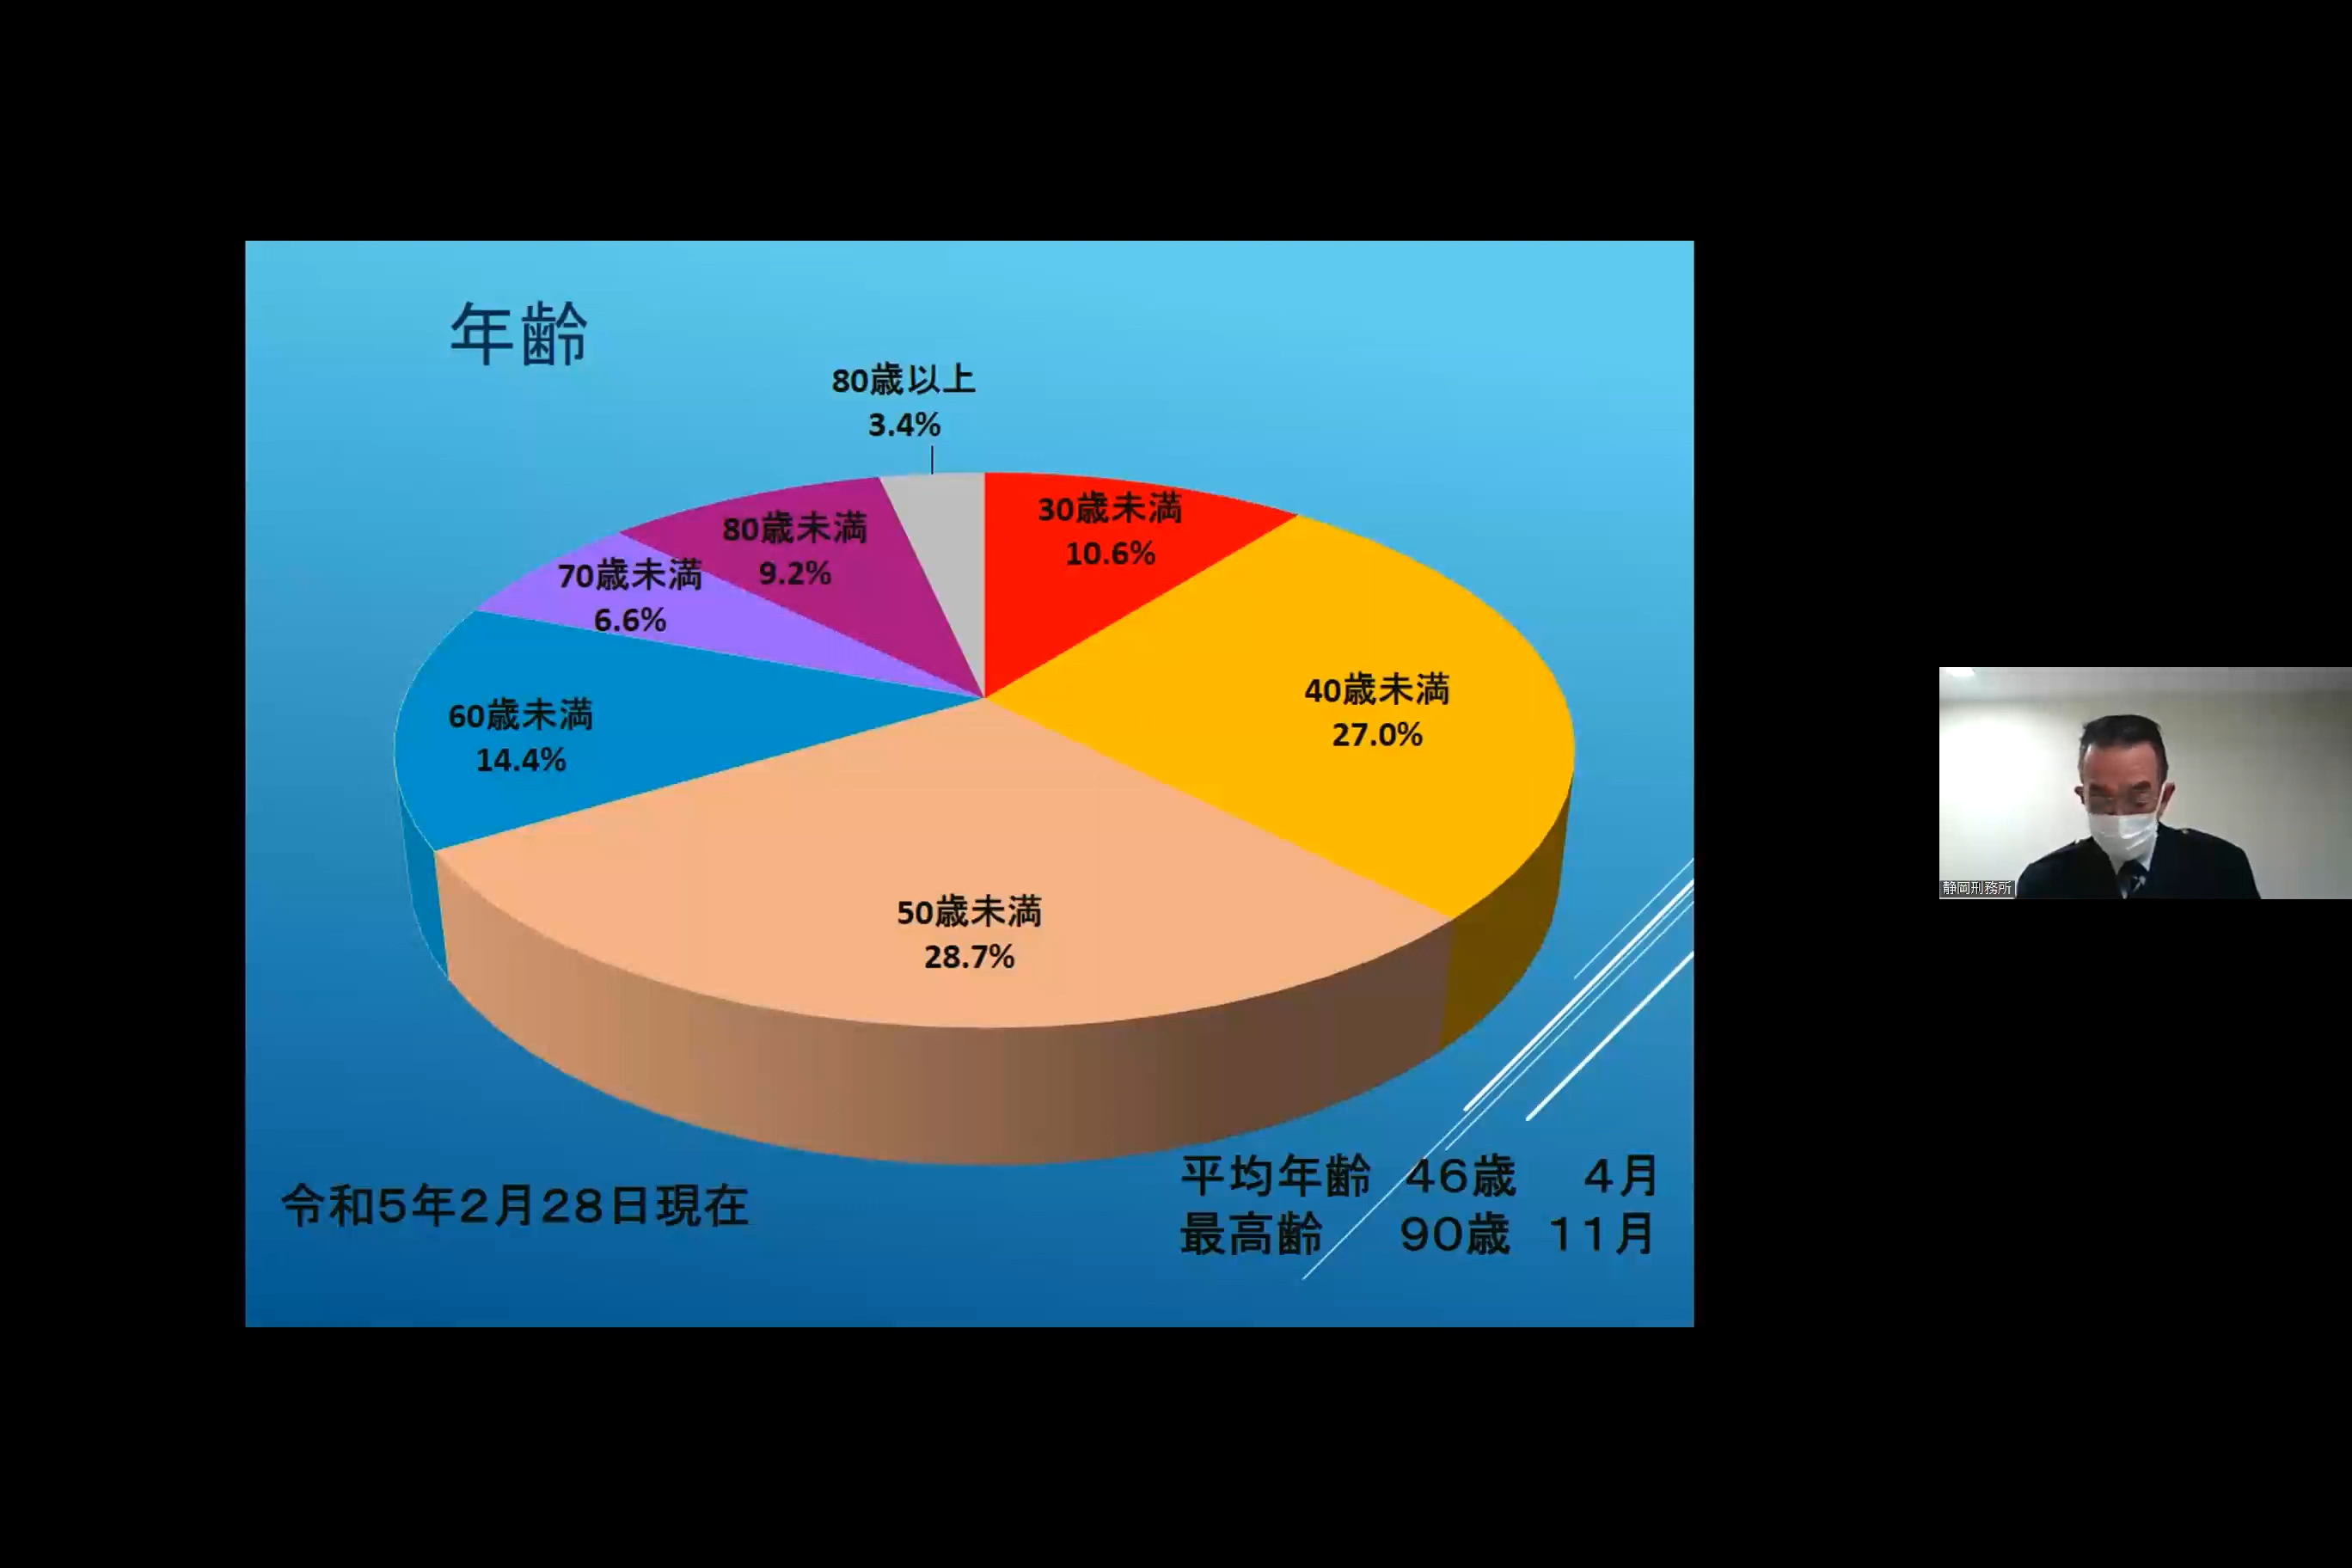 年齢
80歳以上
3.4%
30歳未満
10.6%
80歳未満
9.2%
70歳未満
6.6%
40歳未満
27.0%
60歳未満
14.4%
50歳未満
28.7%
静岡刑務所
令和5年2月28日現在
平均年齢 46歳 4月
最高齢 90歳 11月